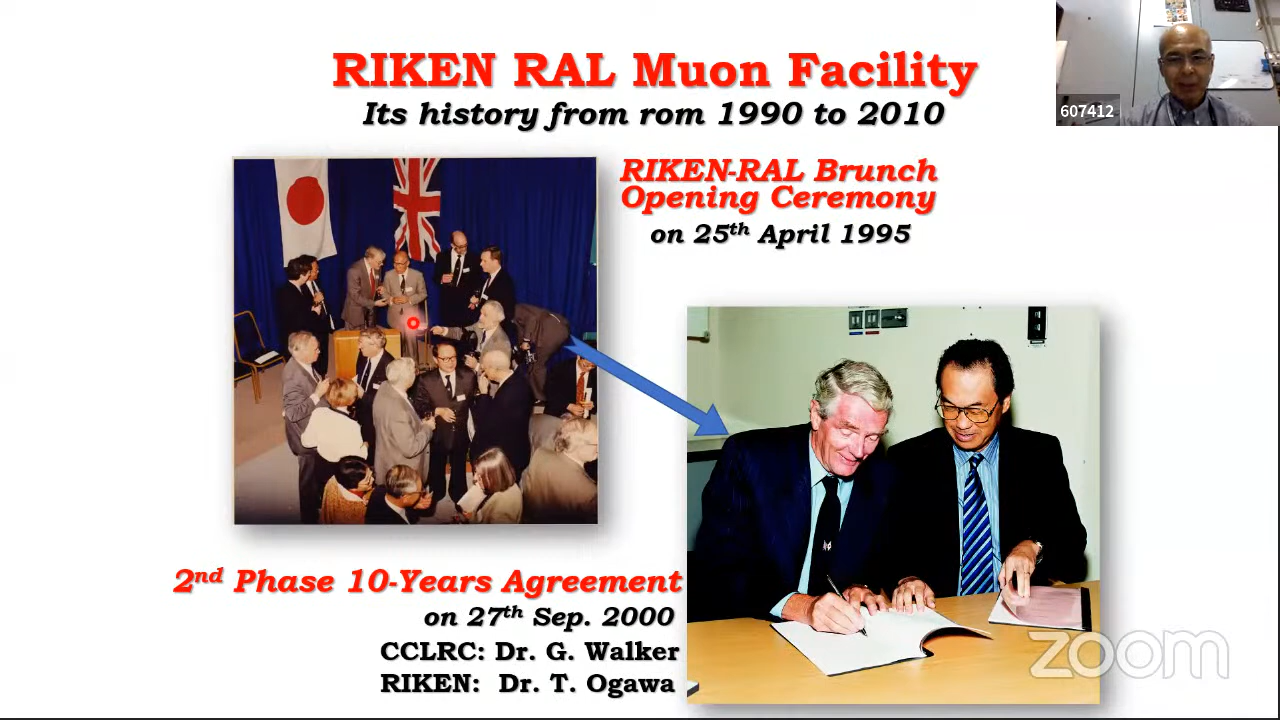 RIKEN RAL Muon Facility
Its history from rom 1990 to 2010
607412
RIKEN-RAL Brunch
Opening Ceremony
on 25th April 1995
2nd Phase 10-Years Agreement
on 27th Sep. 2000
CCLRC: Dr. G. Walker
RIKEN: Dr. T. Ogawa
zoom